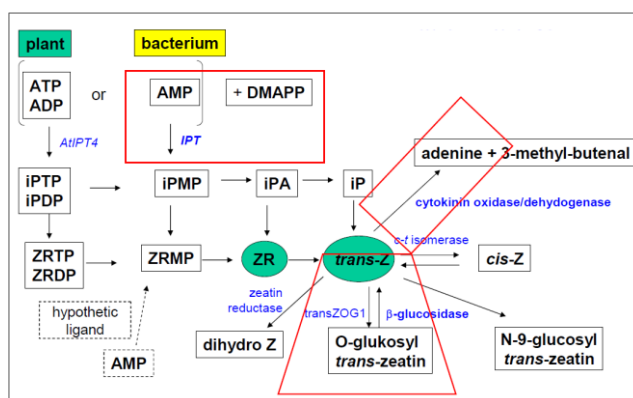 plant
bacterium
ATP
ADP
or
AMP
+ DMAPP
AtIPT4
IPT
adenine + 3-methyl-butenal
iPTP
iPDP
iPMP
iPA
iP
cytokinin oxidase/dehydrogenase
c-t isomerase
ZRTP
ZRDP
ZRMP
ZR
trans-Z
cis-Z
hypothetic
ligand
zeatin
reductase
transZOG1
β-glucosidase
AMP
dihydro Z
O-glukosyl
trans-zeatin
N-9-glucosyl
trans-zeatin